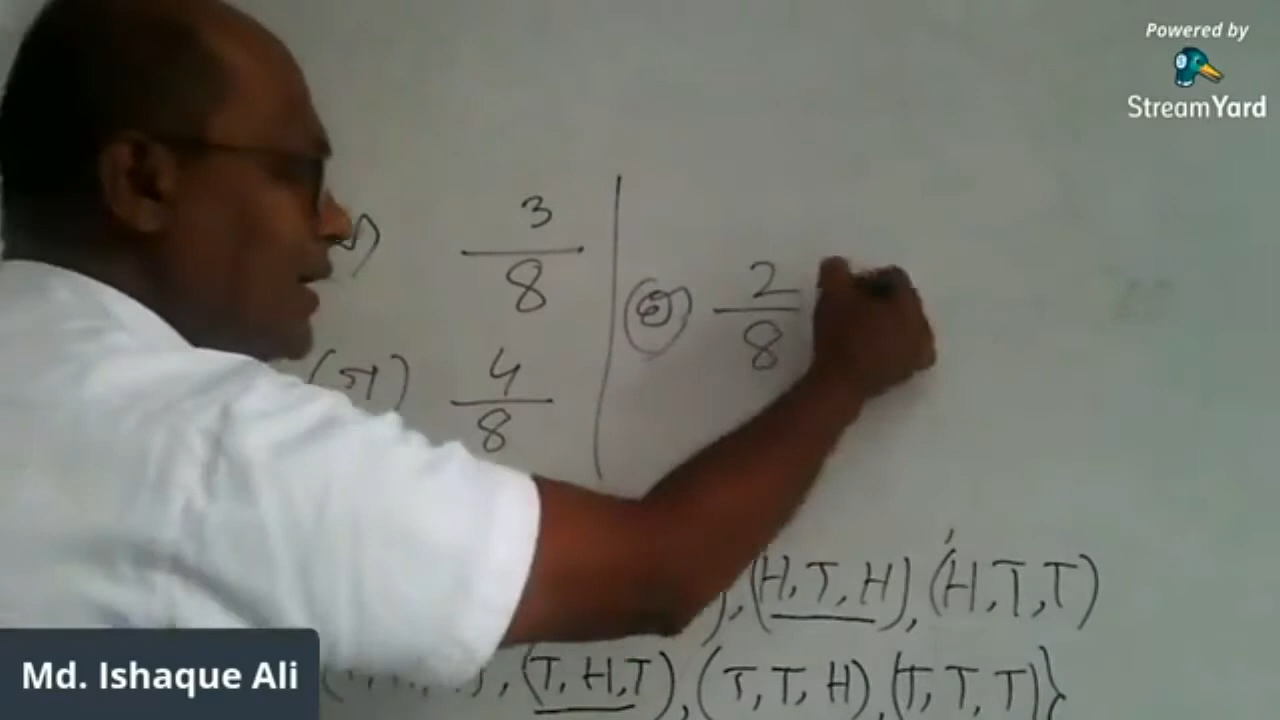 Powered by
StreamYard
3
8
2
8
(গ)
4
8
, (H, T, H), (H, T, T)
, (T, H, T), (T, T, H), (T, T, T)}
Md. Ishaque Ali